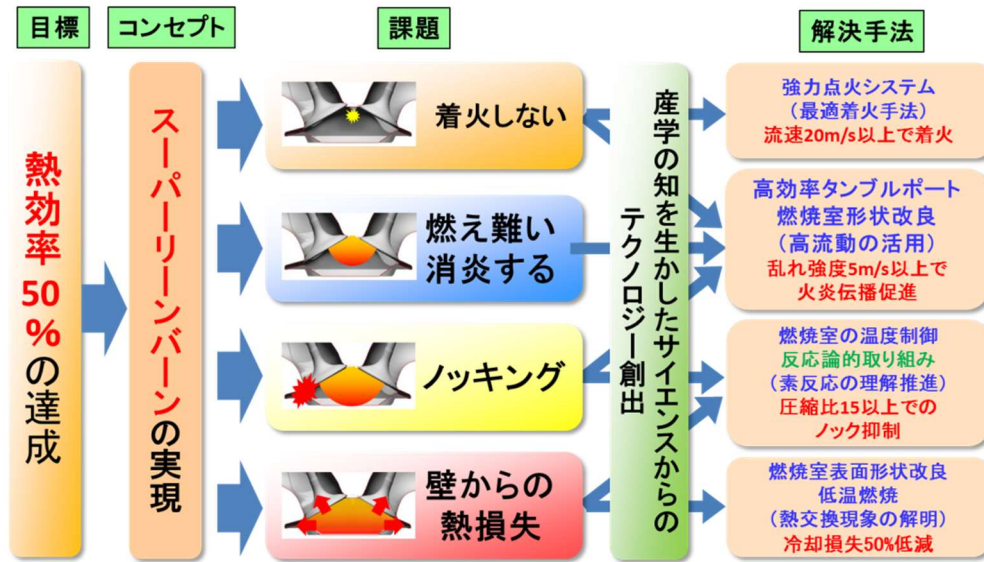 目標
コンセプト
課題
解決手法
熱効率50%の達成
スーパーリーンバーンの実現
着火しない
燃え難い
消炎する
ノッキング
壁からの
熱損失
産学の知を生かしたサイエンスからの
テクノロジー創出
強力点火システム
(最適着火手法)
流速20m/s以上で着火
高効率タンブルポート
燃焼室形状改良
(高流動の活用)
乱れ強度5m/s以上で
火炎伝播促進
燃焼室の温度制御
反応論的取り組み
(素反応の理解推進)
圧縮比15以上での
ノック抑制
燃焼室表面形状改良
低温燃焼
(熱交換現象の解明)
冷却損失50%低減